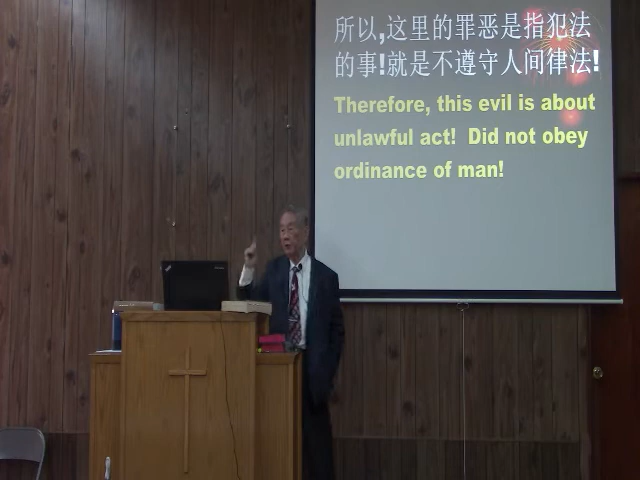 所以,这里的罪恶是指犯法
的事!就是不遵守人间律法!
Therefore, this evil is about
unlawful act!  Did not obey
ordinance of man!